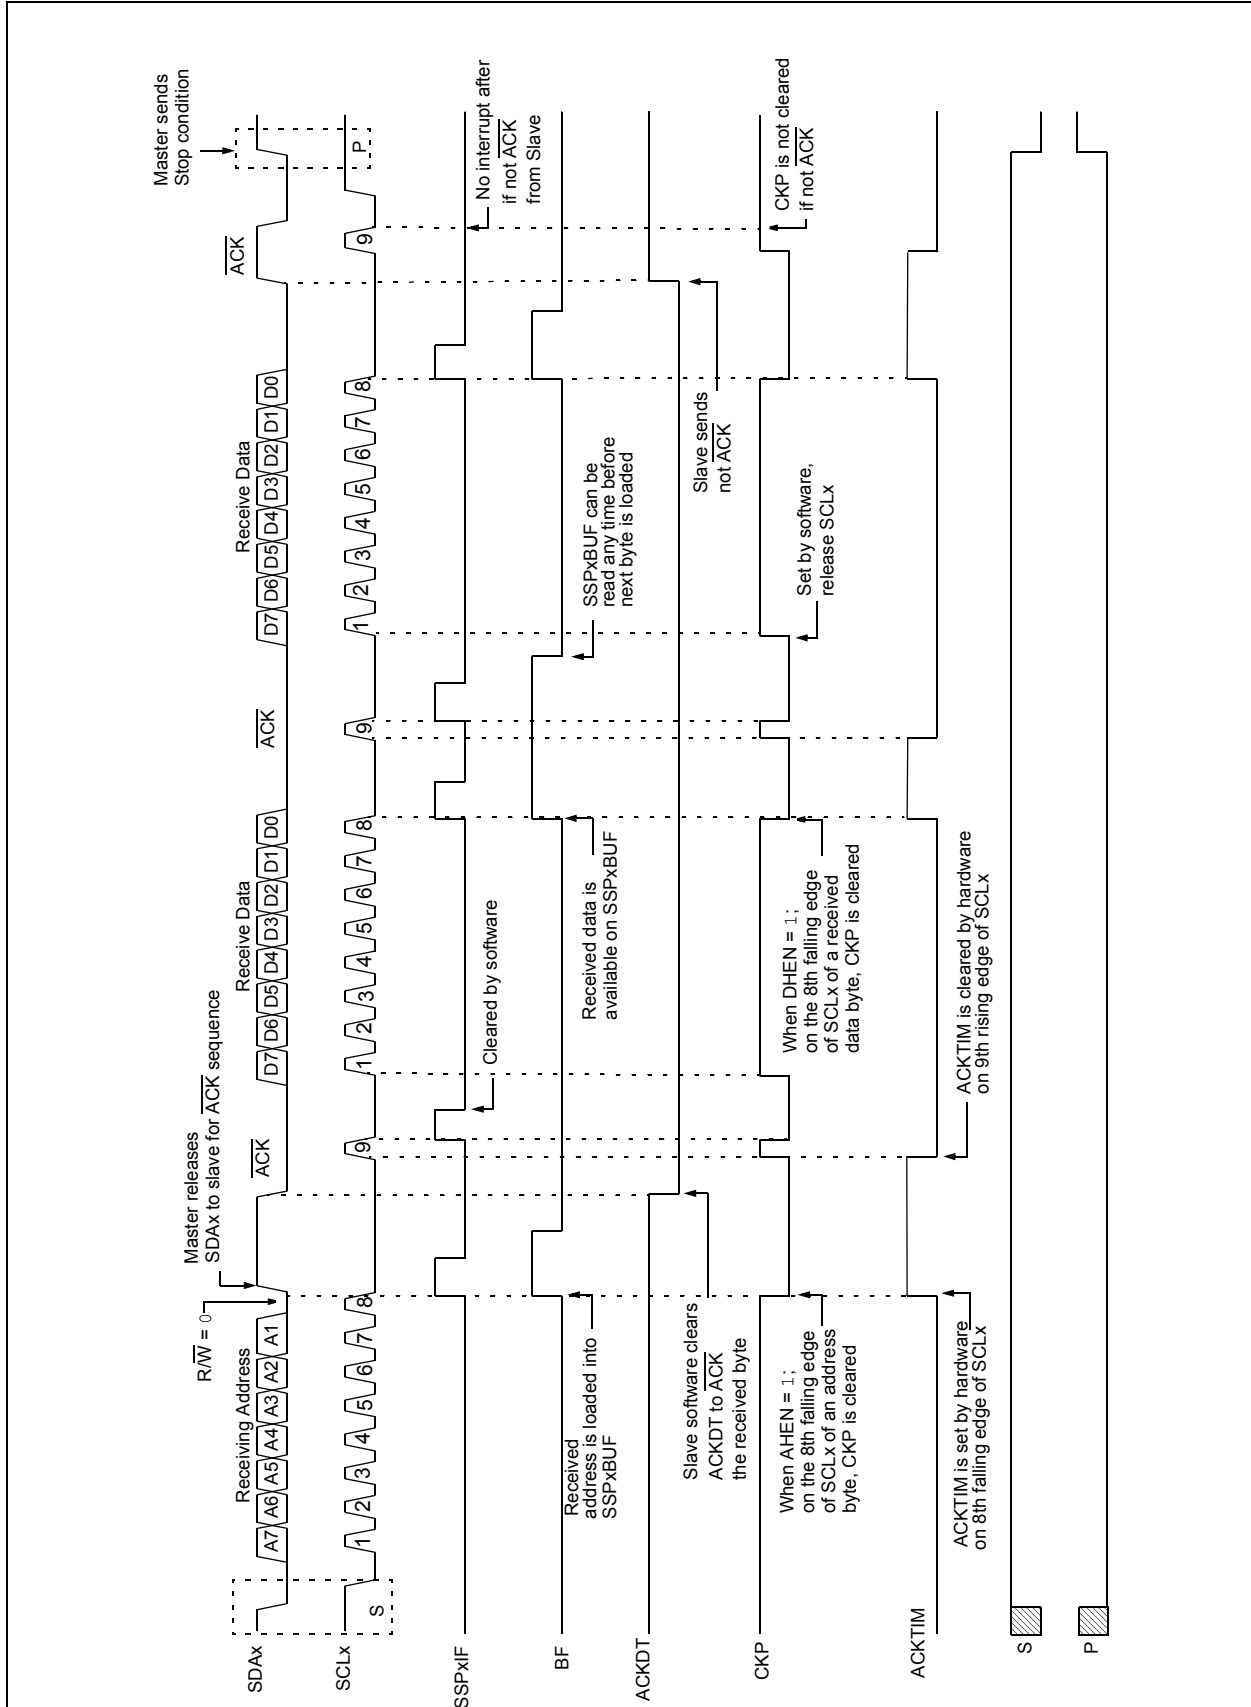 Master sends
Stop condition
Master releases
SDAx to slave for ACK sequence
R/W = 0
Receiving Address
ACK
Receive Data
ACK
Receive Data
ACK
SDAx
A7 A6 A5 A4 A3 A2 A1
D7 D6 D5 D4 D3 D2 D1 D0
D7 D6 D5 D4 D3 D2 D1 D0
SCLx
S
1 2 3 4 5 6 7 8 9
1 2 3 4 5 6 7 8 9
1 2 3 4 5 6 7 8 9
P
SSPxIF
Cleared by software
No interrupt after
if not ACK
from Slave
BF
Received
address is loaded into
SSPxBUF
Received data is
available on SSPxBUF
SSPxBUF can be
read any time before
next byte is loaded
ACKDT
Slave software clears
ACKDT to ACK
the received byte
Slave sends
not ACK
CKP
When AHEN = 1;
on the 8th falling edge
of SCLx of an address
byte, CKP is cleared
When DHEN = 1;
on the 8th falling edge
of SCLx of a received
data byte, CKP is cleared
Set by software,
release SCLx
CKP is not cleared
if not ACK
ACKTIM
ACKTIM is set by hardware
on 8th falling edge of SCLx
ACKTIM is cleared by hardware
on 9th rising edge of SCLx
S
P